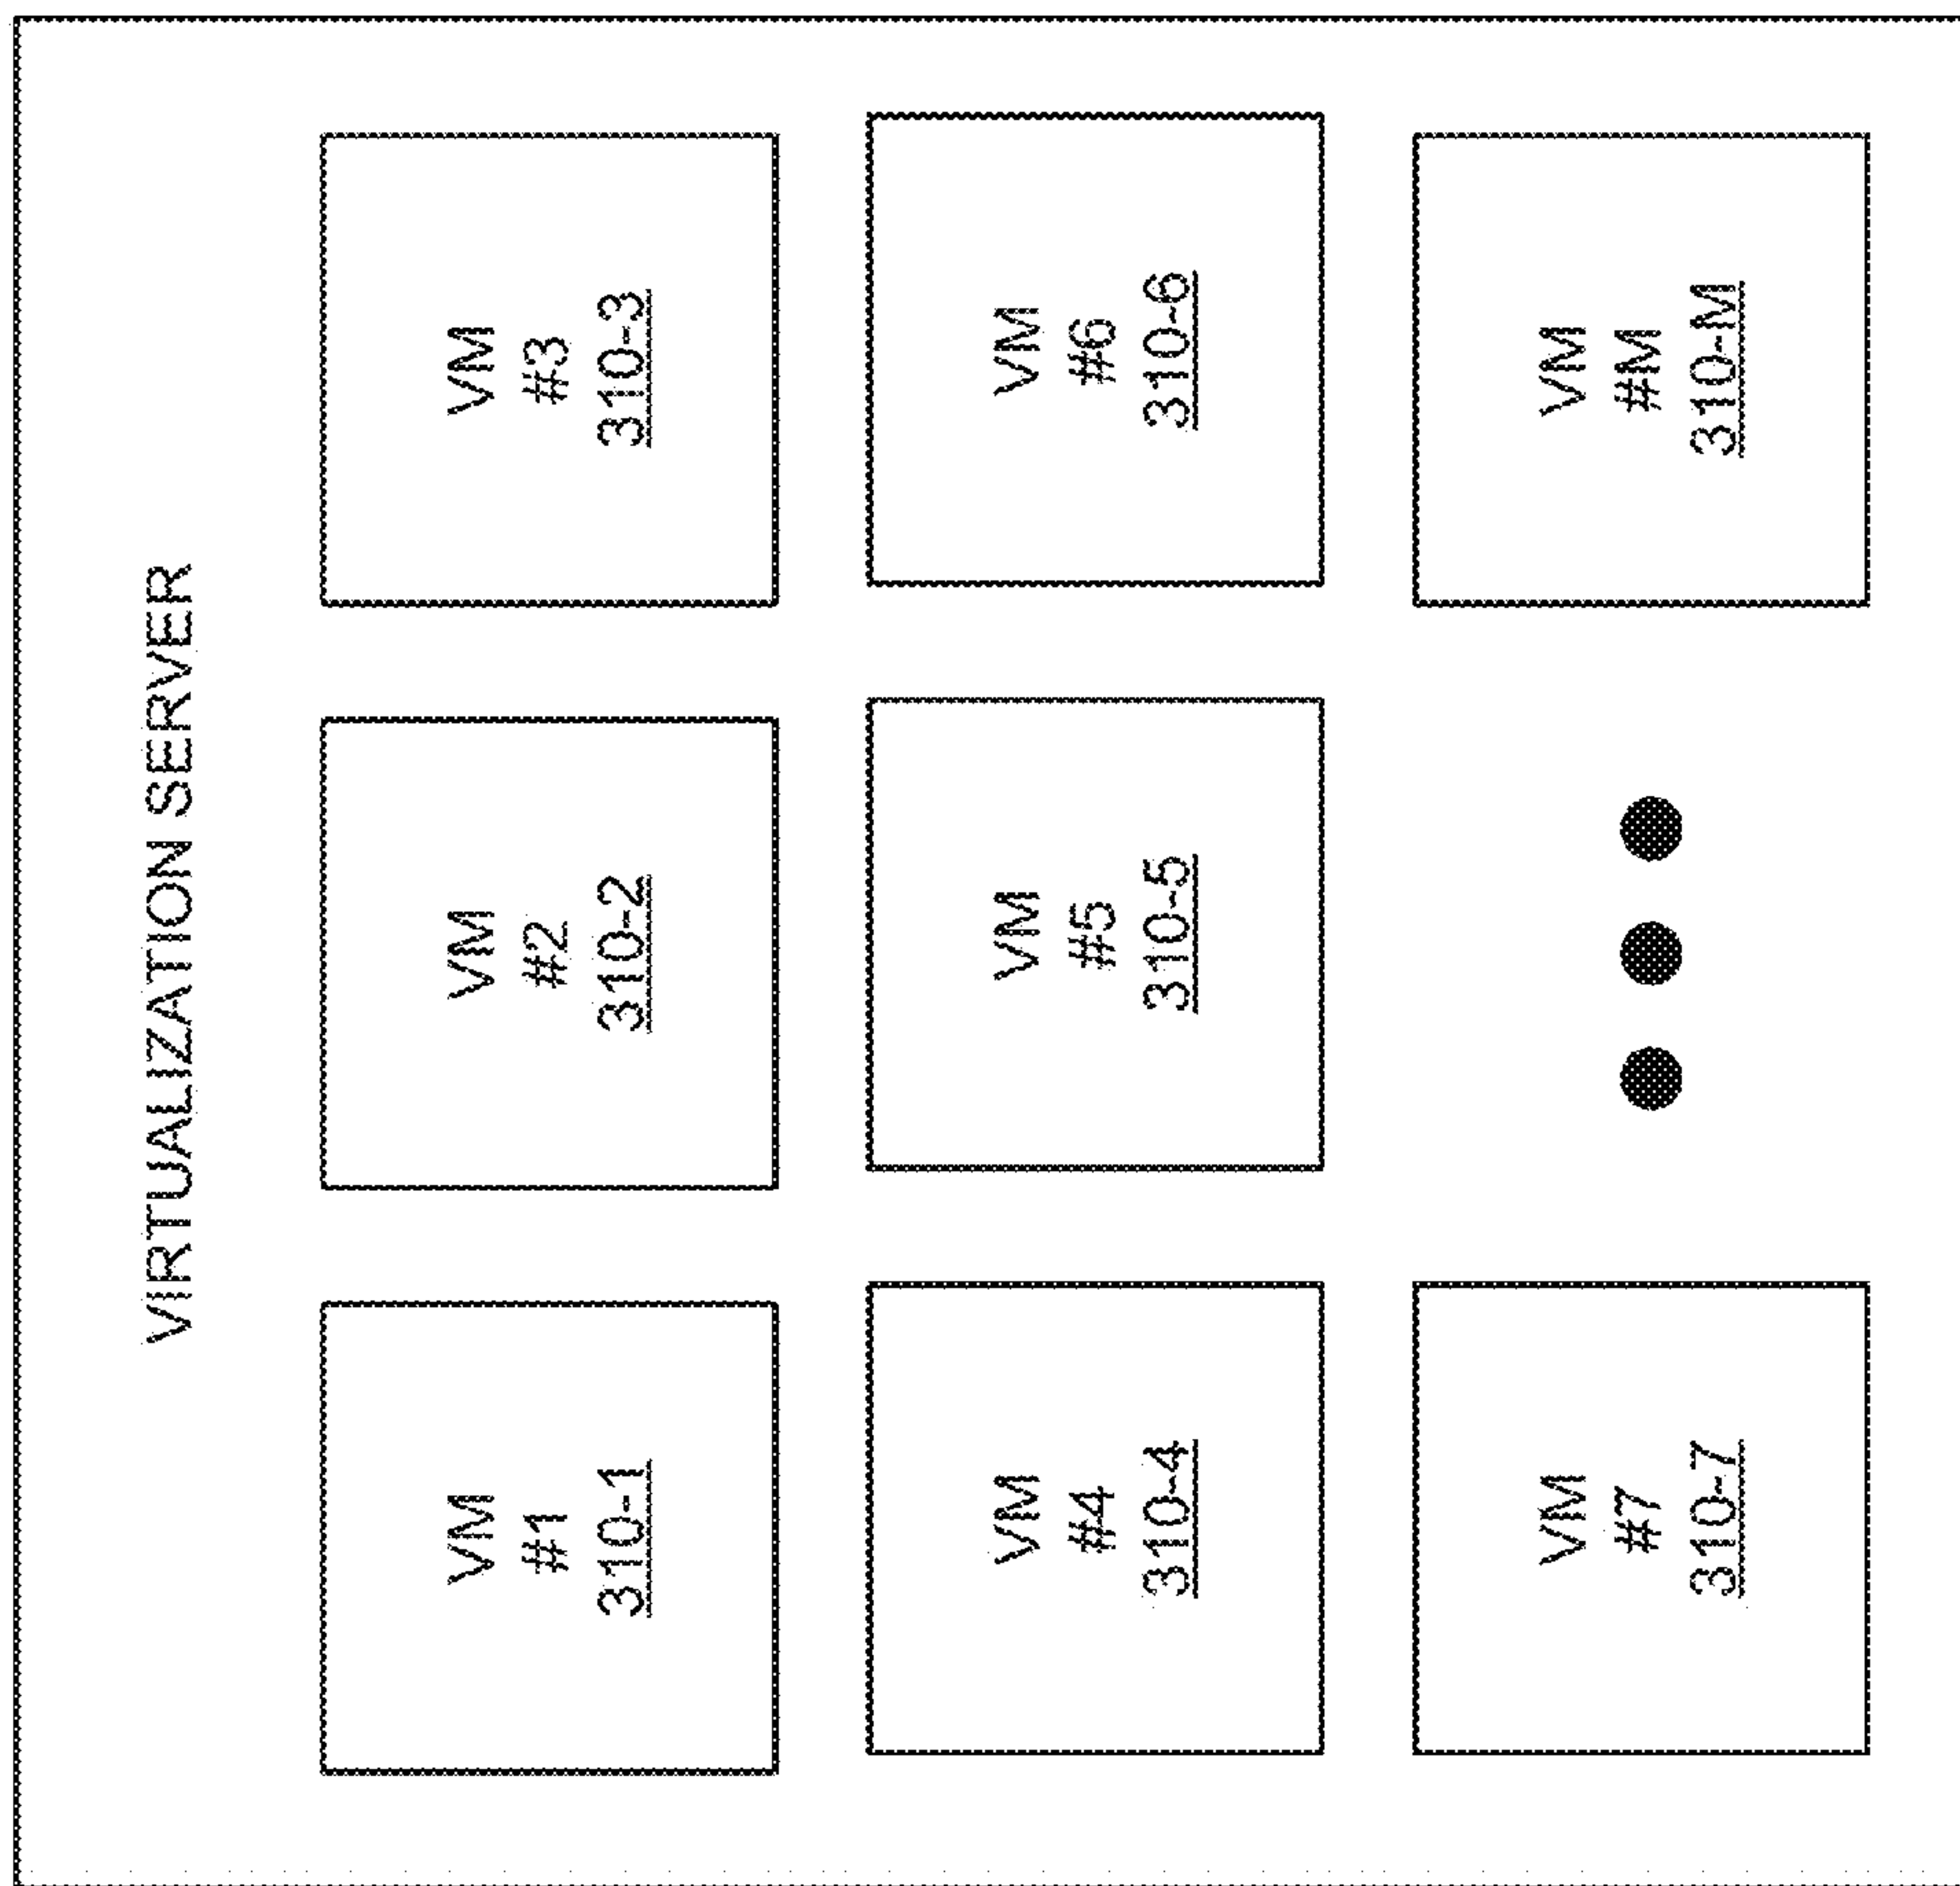 VIRTUALIZATION SERVER
VM
#1
310-1
VM
#2
310-2
VM
#3
310-3
VM
#4
310-4
VM
#5
310-5
VM
#6
310-6
VM
#7
310-7
VM
#M
310-M